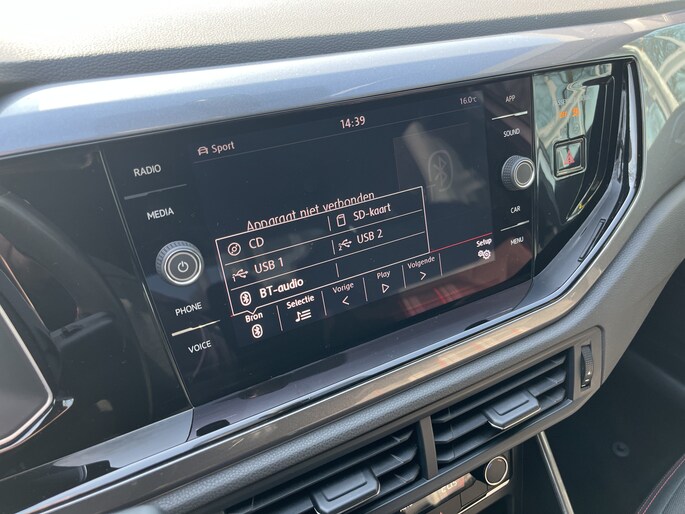 RADIO
MEDIA
PHONE
VOICE
Sport
14:39
16.0°C
Apparaat niet verbonden
CD
SD-kaart
USB 1
USB 2
BT-audio
Bron
Selectie
Vorige
Play
Volgende
Setup
APP
SOUND
CAR
MENU